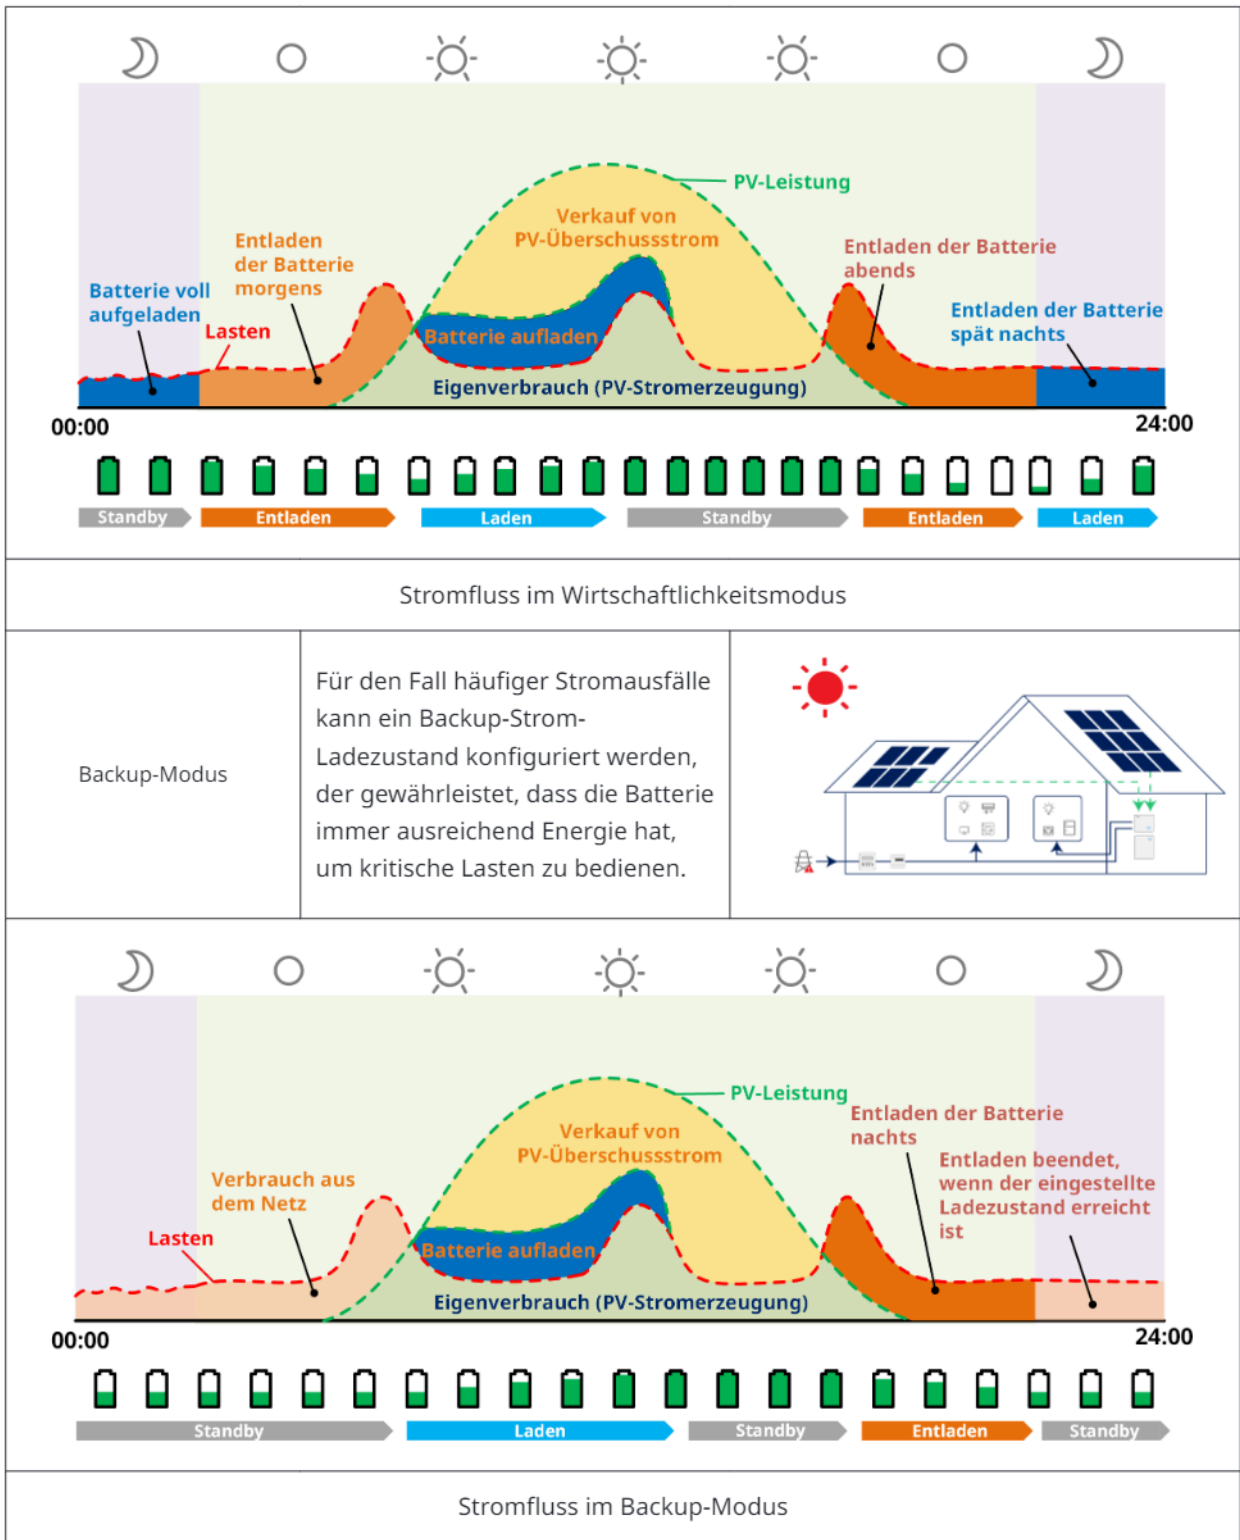 PV-Leistung
Verkauf von
PV-Überschussstrom
Entladen
der Batterie
morgens
Entladen der Batterie
abends
Batterie voll
aufgeladen
Lasten
Entladen der Batterie
spät nachts
Batterie aufladen
Eigenverbrauch (PV-Stromerzeugung)
00:00
24:00
Standby
Entladen
Laden
Standby
Entladen
Laden
Stromfluss im Wirtschaftlichkeitsmodus
Backup-Modus
Für den Fall häufiger Stromausfälle
kann ein Backup-Strom-
Ladezustand konfiguriert werden,
der gewährleistet, dass die Batterie
immer ausreichend Energie hat,
um kritische Lasten zu bedienen.
PV-Leistung
Verkauf von
PV-Überschussstrom
Entladen der Batterie
nachts
Entladen beendet,
wenn der eingestellte
Ladezustand erreicht
ist
Verbrauch aus
dem Netz
Lasten
Batterie aufladen
Eigenverbrauch (PV-Stromerzeugung)
00:00
24:00
Standby
Laden
Standby
Entladen
Standby
Stromfluss im Backup-Modus